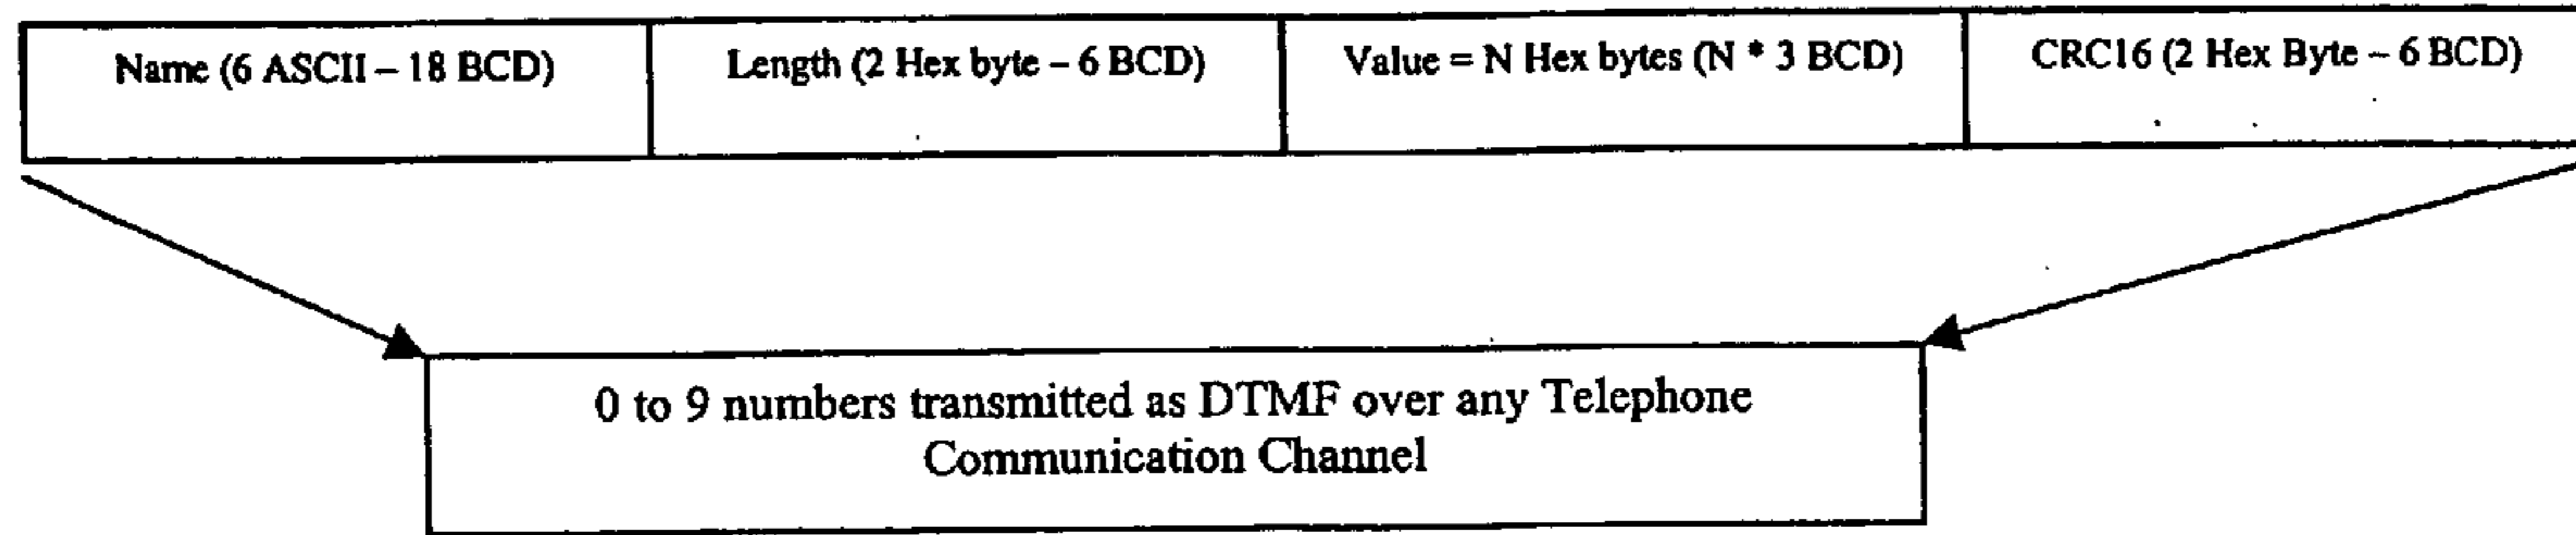 Name (6 ASCII – 18 BCD)
Length (2 Hex byte – 6 BCD)
Value = N Hex bytes (N * 3 BCD)
CRC16 (2 Hex Byte – 6 BCD)
0 to 9 numbers transmitted as DTMF over any Telephone
Communication Channel